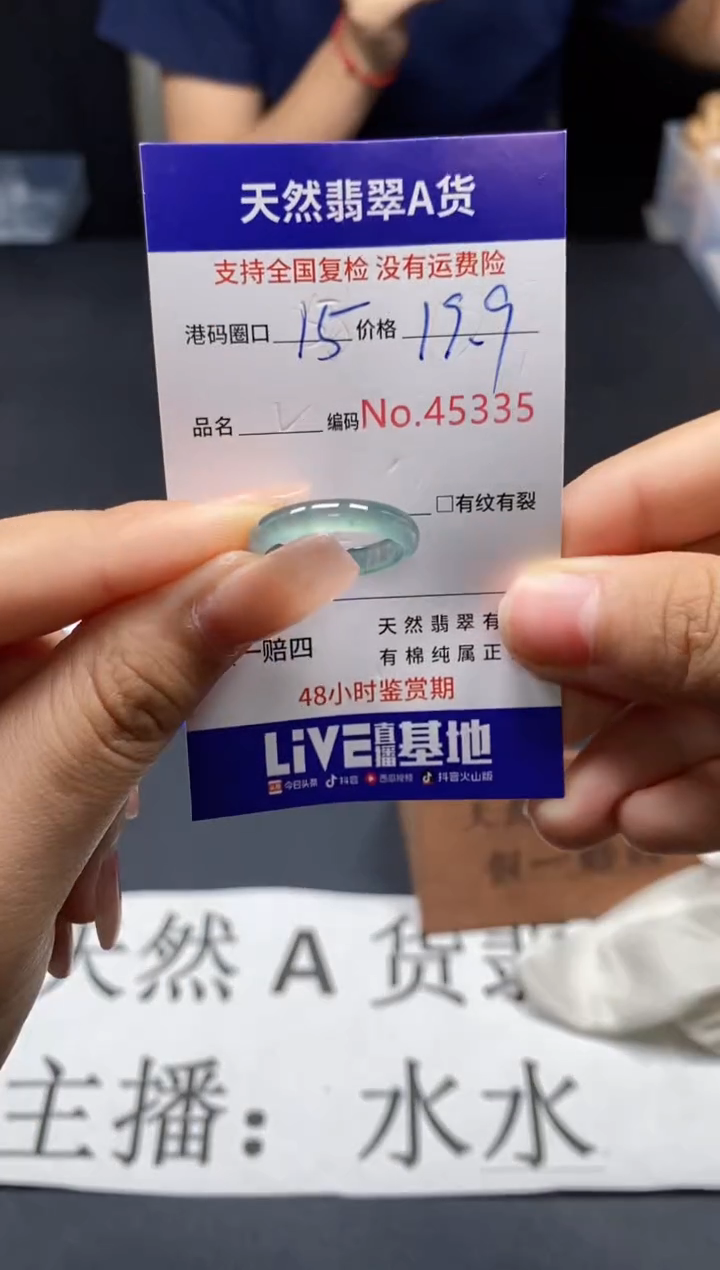 天然翡翠A货
支持全国复检 没有运费险
港码圈口 15 价格 19.9
品名 编码 No.45335
□有纹有裂
一赔四
天然翡翠有
有棉纯属正
48小时鉴赏期
LiVE直播基地
今日头条 抖音 西瓜视频 抖音火山版
假一赔
天然 A 货翡
主播：水水